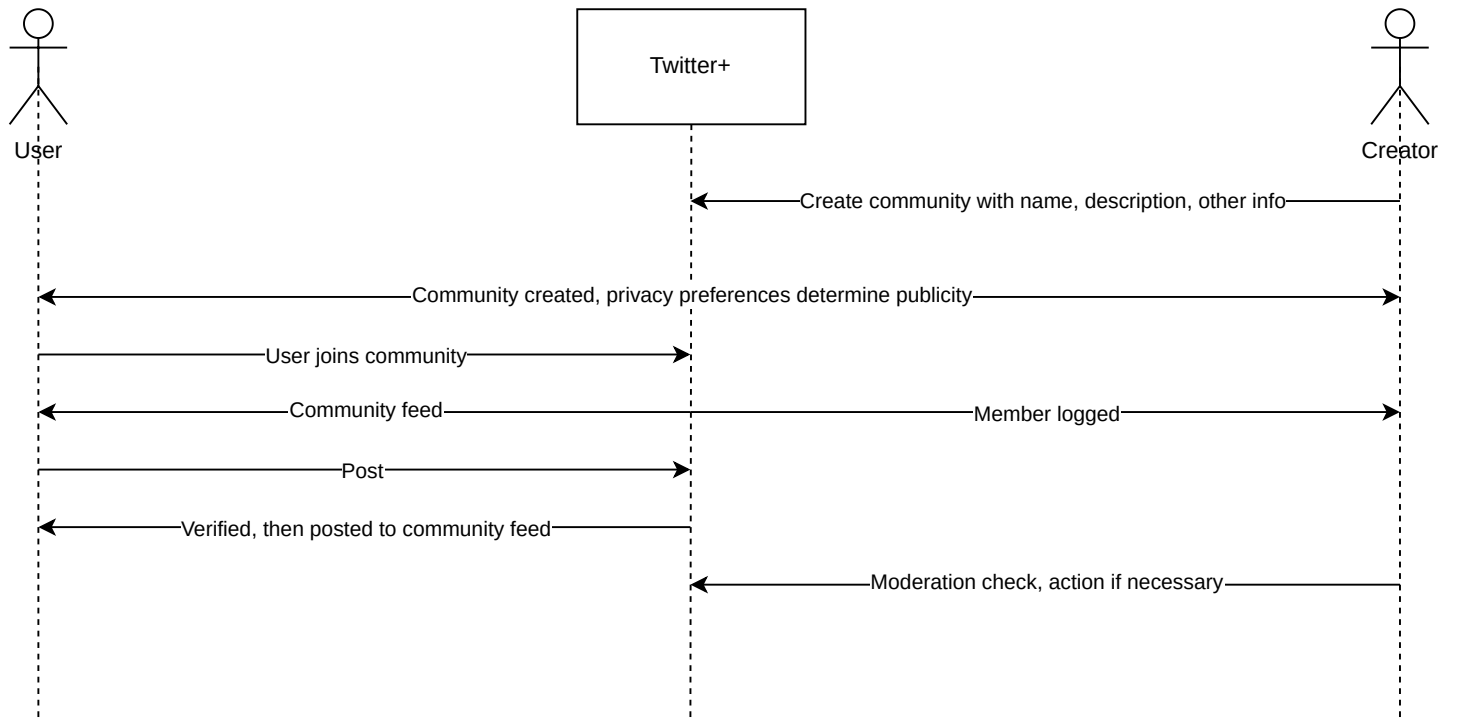 Twitter+
User
Creator
Create community with name, description, other info
Community created, privacy preferences determine publicity
User joins community
Community feed
Member logged
Post
Verified, then posted to community feed
Moderation check, action if necessary